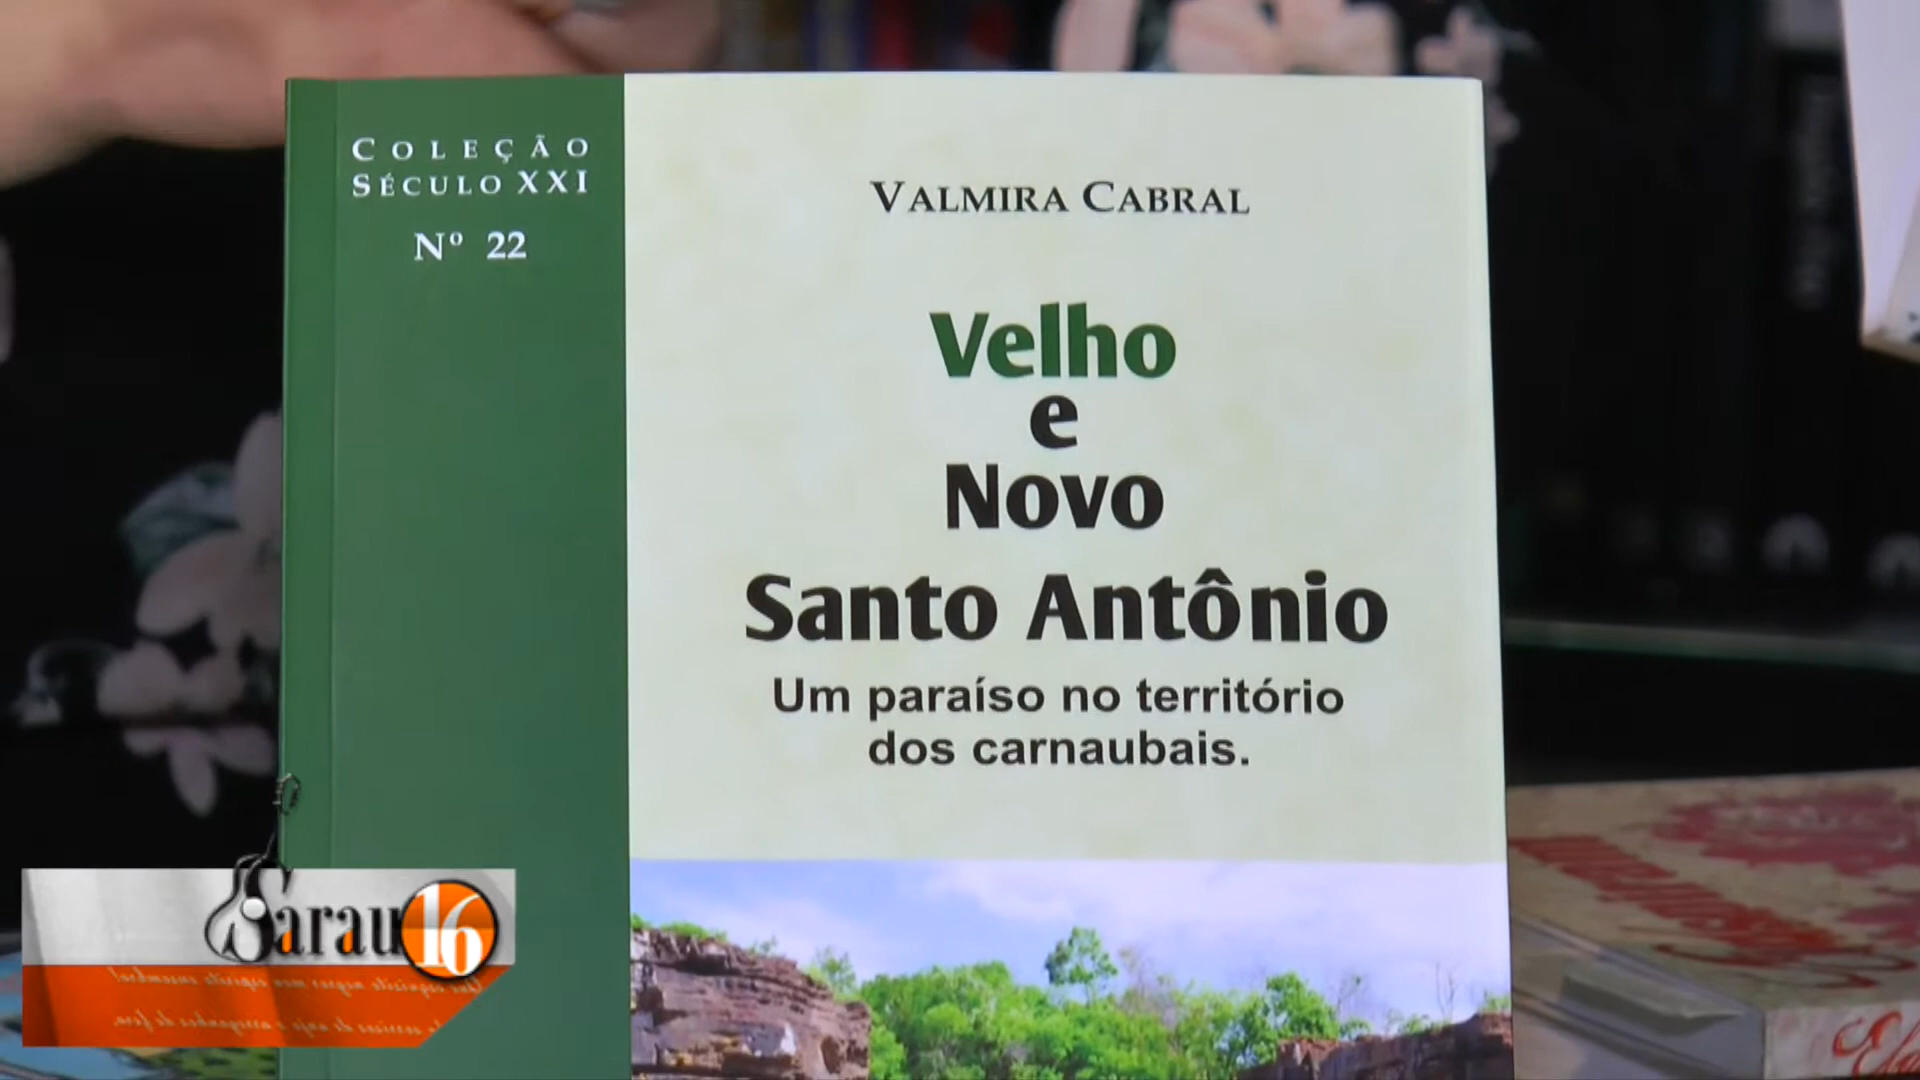 COLEÇÃO
SÉCULO XXI
Nº 22
VALMIRA CABRAL
Velho
e
Novo
Santo Antônio
Um paraíso no território
dos carnaubais.
Sarau 16